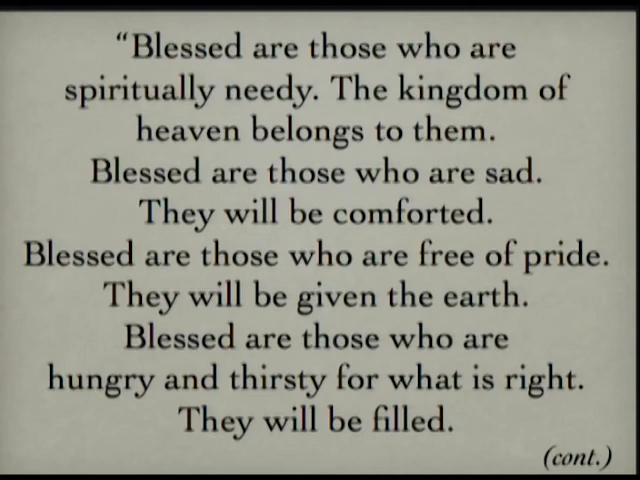 “Blessed are those who are
spiritually needy. The kingdom of
heaven belongs to them.
Blessed are those who are sad.
They will be comforted.
Blessed are those who are free of pride.
They will be given the earth.
Blessed are those who are
hungry and thirsty for what is right.
They will be filled.
(cont.)